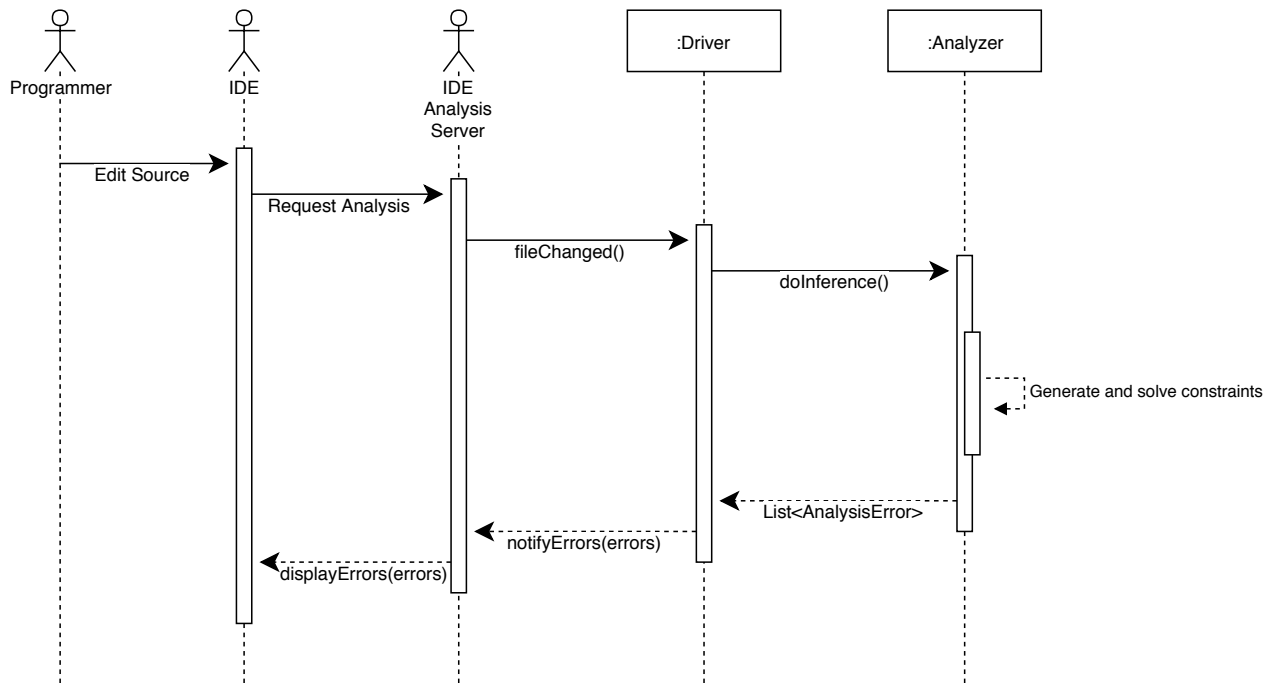 :Driver
:Analyzer
Programmer
IDE
IDE
Analysis
Server
Edit Source
Request Analysis
fileChanged()
doInference()
Generate and solve constraints
List<AnalysisError>
notifyErrors(errors)
displayErrors(errors)